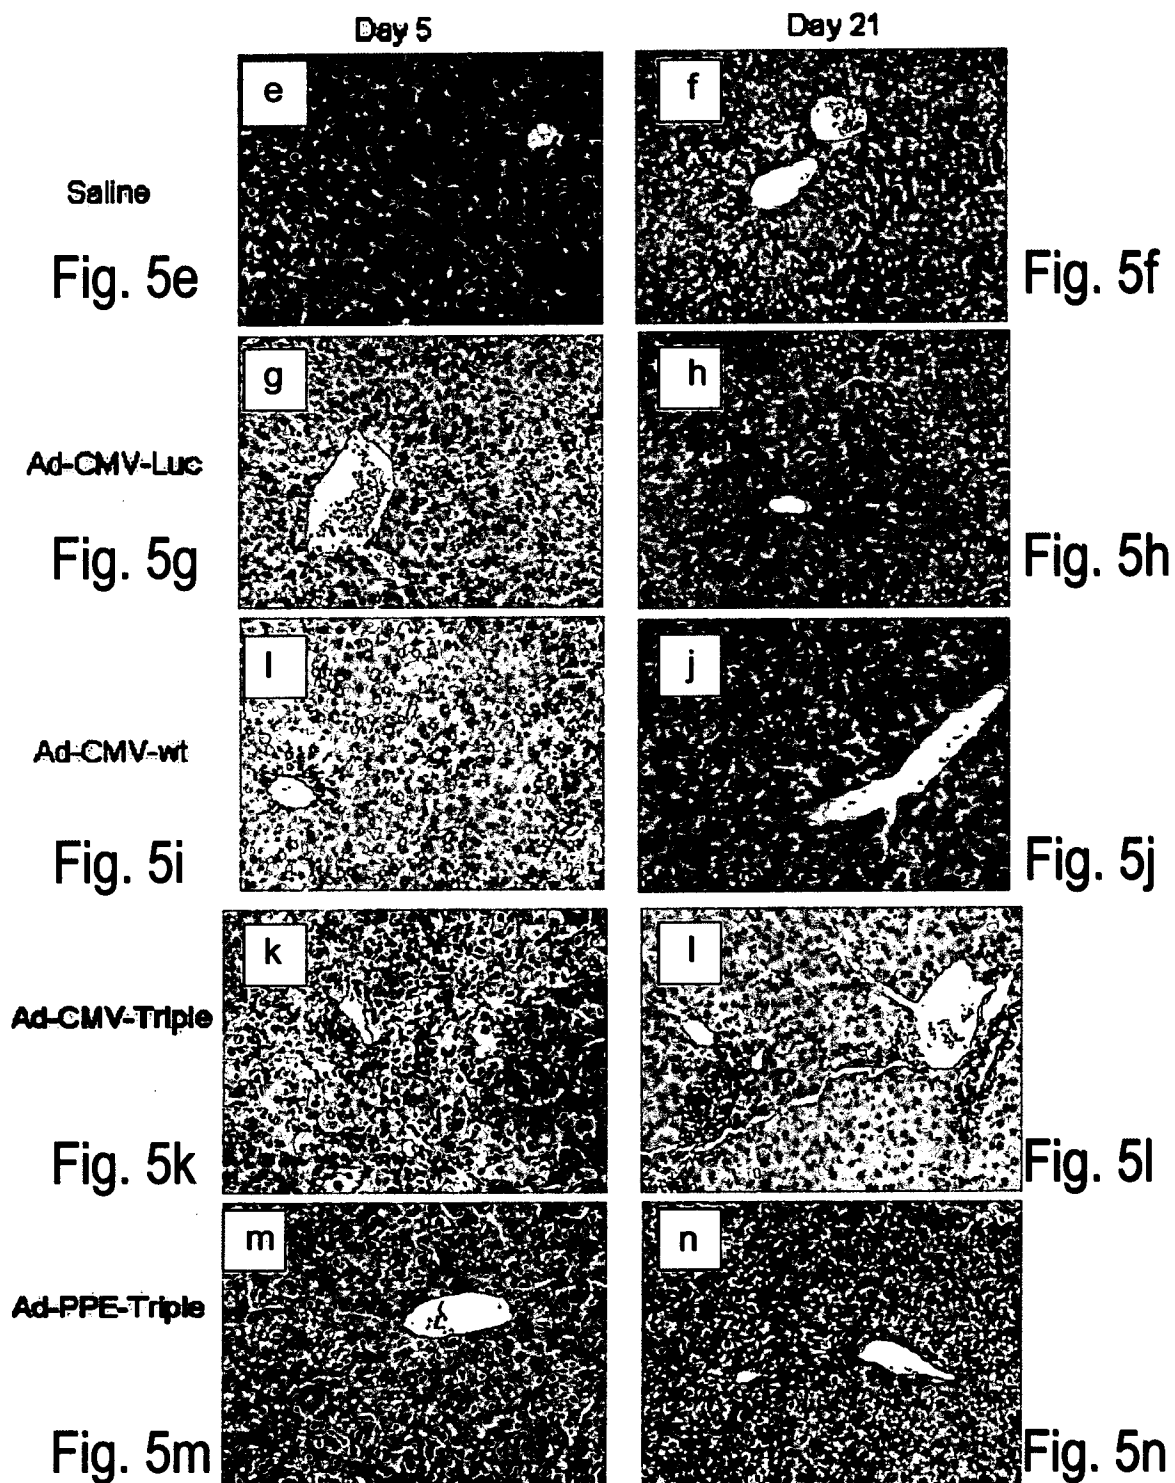 Day 5
Day 21
e
f
Saline
Fig. 5e
Fig. 5f
g
h
Ad-CMV-Luc
Fig. 5g
Fig. 5h
I
j
Ad-CMV-wt
Fig. 5i
Fig. 5j
k
l
Ad-CMV-Triple
Fig. 5k
Fig. 5l
m
n
Ad-PPE-Triple
Fig. 5m
Fig. 5n